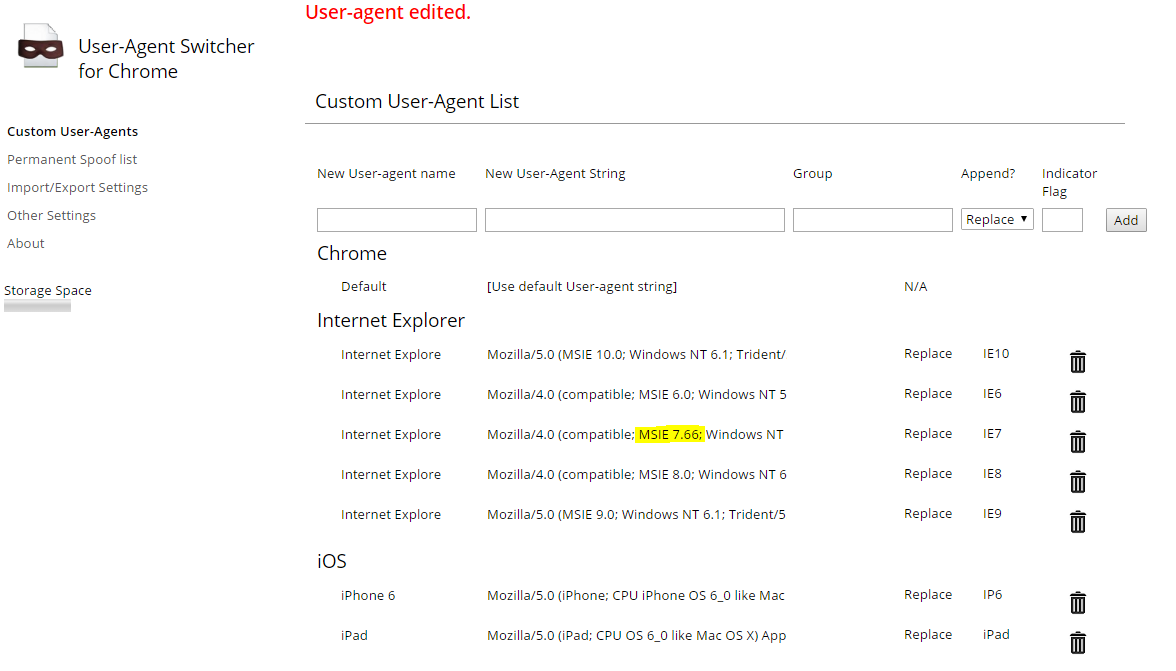 User-agent edited.
User-Agent Switcher
for Chrome
Custom User-Agents
Permanent Spoof list
Import/Export Settings
Other Settings
About
Storage Space
Custom User-Agent List
New User-agent name New User-Agent String Group Append? Indicator Flag
Replace Add
Chrome
Default [Use default User-agent string] N/A
Internet Explorer
Internet Explore Mozilla/5.0 (MSIE 10.0; Windows NT 6.1; Trident/ Replace IE10
Internet Explore Mozilla/4.0 (compatible; MSIE 6.0; Windows NT 5 Replace IE6
Internet Explore Mozilla/4.0 (compatible; MSIE 7.66; Windows NT Replace IE7
Internet Explore Mozilla/4.0 (compatible; MSIE 8.0; Windows NT 6 Replace IE8
Internet Explore Mozilla/5.0 (MSIE 9.0; Windows NT 6.1; Trident/5 Replace IE9
iOS
iPhone 6 Mozilla/5.0 (iPhone; CPU iPhone OS 6_0 like Mac Replace IP6
iPad Mozilla/5.0 (iPad; CPU OS 6_0 like Mac OS X) App Replace iPad